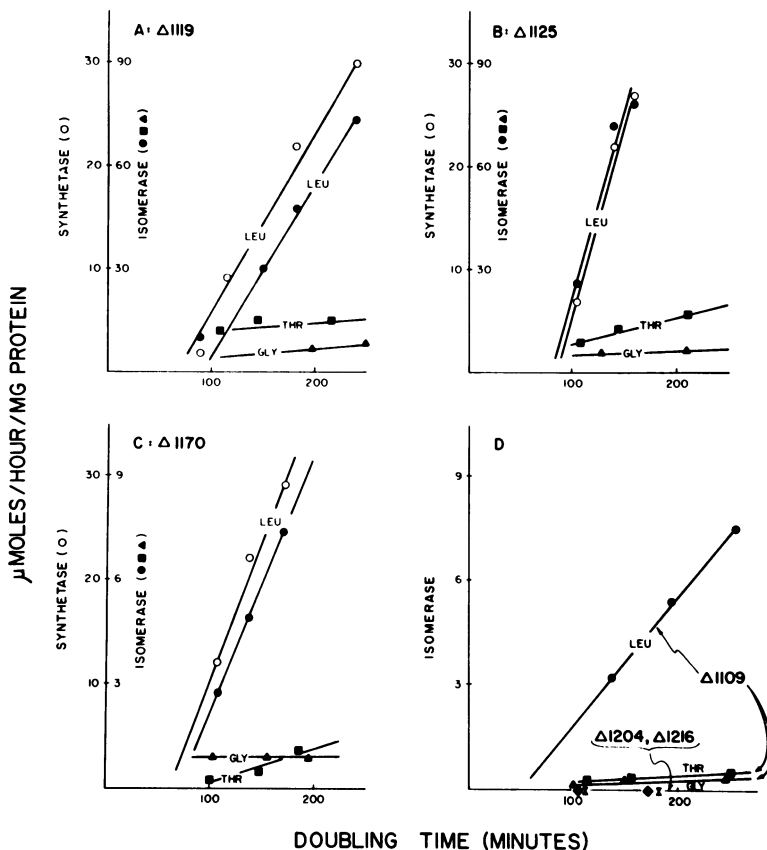 A: Δ1119
SYNTHETASE (○)
ISOMERASE (●■▲)
30
20
10
90
60
30
LEU
LEU
THR
GLY
100
200
B: Δ1125
SYNTHETASE (○)
ISOMERASE (●■▲)
30
20
10
90
60
30
LEU
THR
GLY
100
200
µMOLES/HOUR/MG PROTEIN
C: Δ1170
SYNTHETASE (○)
ISOMERASE (●■▲)
30
20
10
9
6
3
LEU
GLY
THR
100
200
D
ISOMERASE
9
6
3
LEU
Δ1109
Δ1204, Δ1216
THR
GLY
100
200
DOUBLING TIME (MINUTES)